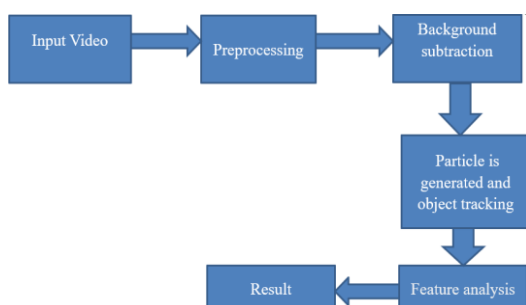 Input Video
Preprocessing
Background
subtraction
Particle is
generated and
object tracking
Feature analysis
Result